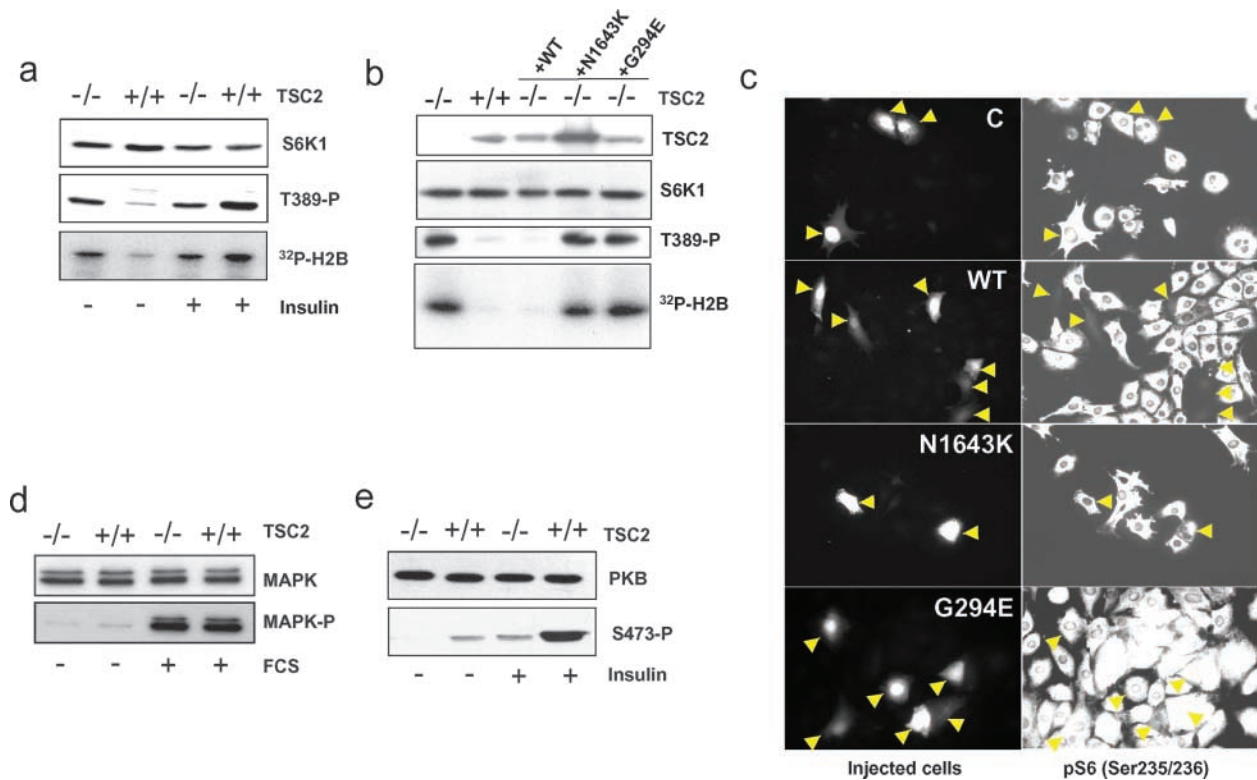 a
-/- +/+ -/- +/+ TSC2
S6K1
T389-P
³²P-H2B
- - + + Insulin
b
+WT +N1643K +G294E
-/- +/+ -/- -/- -/- TSC2
TSC2
S6K1
T389-P
³²P-H2B
c
C
WT
N1643K
G294E
Injected cells pS6 (Ser235/236)
d
-/- +/+ -/- +/+ TSC2
MAPK
MAPK-P
- - + + FCS
e
-/- +/+ -/- +/+ TSC2
PKB
S473-P
- - + + Insulin